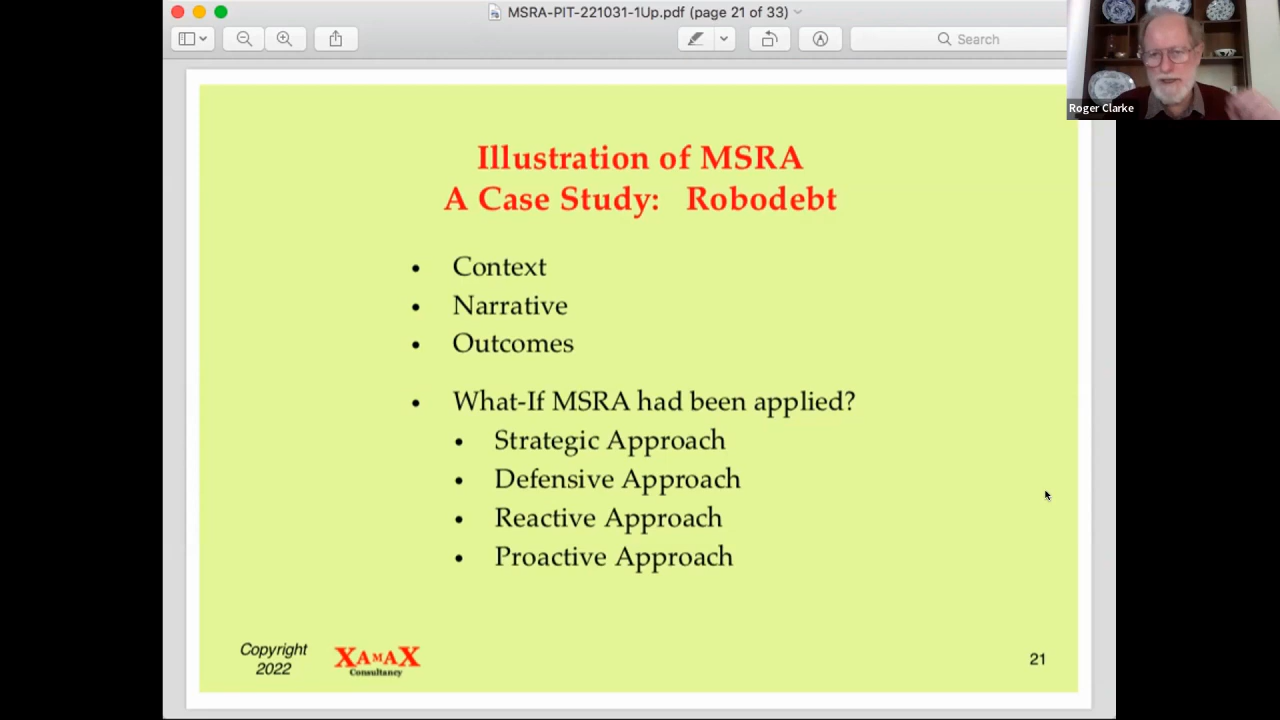 MSRA-PIT-221031-1Up.pdf (page 21 of 33)
Search
Roger Clarke
Illustration of MSRA
A Case Study: Robodebt
• Context
• Narrative
• Outcomes
• What-If MSRA had been applied?
• Strategic Approach
• Defensive Approach
• Reactive Approach
• Proactive Approach
Copyright
2022
XAMAX
Consultancy
21